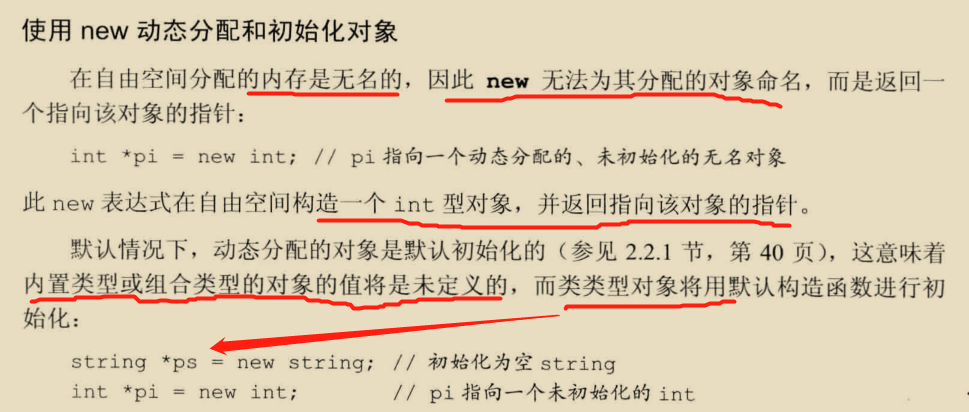 使用 new 动态分配和初始化对象
在自由空间分配的内存是无名的，因此 new 无法为其分配的对象命名，而是返回一
个指向该对象的指针：
int *pi = new int; // pi 指向一个动态分配的、未初始化的无名对象
此 new 表达式在自由空间构造一个 int 型对象，并返回指向该对象的指针。
默认情况下，动态分配的对象是默认初始化的（参见 2.2.1 节，第 40 页），这意味着
内置类型或组合类型的对象的值将是未定义的，而类类型对象将用默认构造函数进行初
始化：
string *ps = new string; // 初始化为空 string
int *pi = new int; // pi 指向一个未初始化的 int